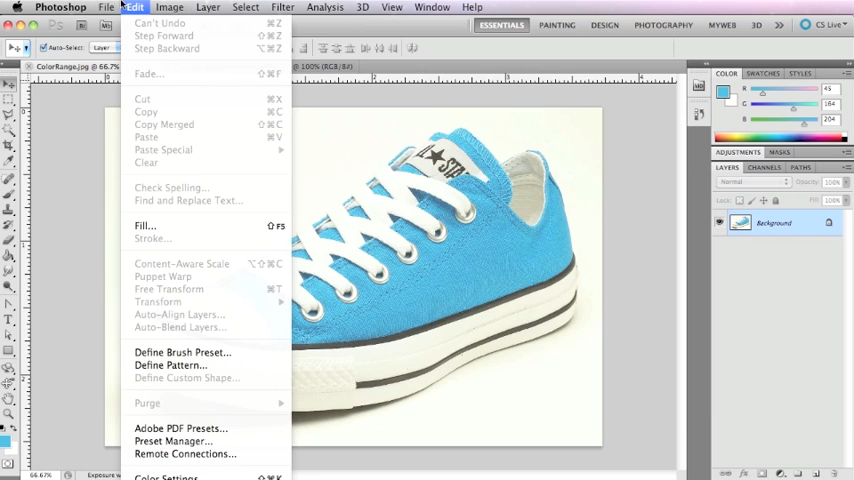 Photoshop File Edit Image Layer Select Analysis Filter 3D View Window Help
ESSENTIALS PAINTING DESIGN PHOTOGRAPHY MYWEB 3D >> CS Live
Auto-Select: Layer
ColorRange.jpg @ 66.7% @ 100% (RGB/8#)
Can't Undo ⌘Z
Step Forward ⇧⌘Z
Step Backward ⌥⌘Z
Fade... ⇧⌘F
Cut ⌘X
Copy ⌘C
Copy Merged ⇧⌘C
Paste ⌘V
Paste Special
Clear
Check Spelling...
Find and Replace Text...
Fill... ⇧F5
Stroke...
Content-Aware Scale ⌥⇧⌘C
Puppet Warp
Free Transform ⌘T
Transform
Auto-Align Layers...
Auto-Blend Layers...
Define Brush Preset...
Define Pattern...
Define Custom Shape...
Purge
Adobe PDF Presets...
Preset Manager...
Remote Connections...
Color Settings... ⇧⌘K
ALL STAR
COLOR SWATCHES STYLES
R 45
G 164
B 204
ADJUSTMENTS MASKS
LAYERS CHANNELS PATHS
Normal Opacity: 100%
Lock: Fill: 100%
Background
66.67% Exposure w